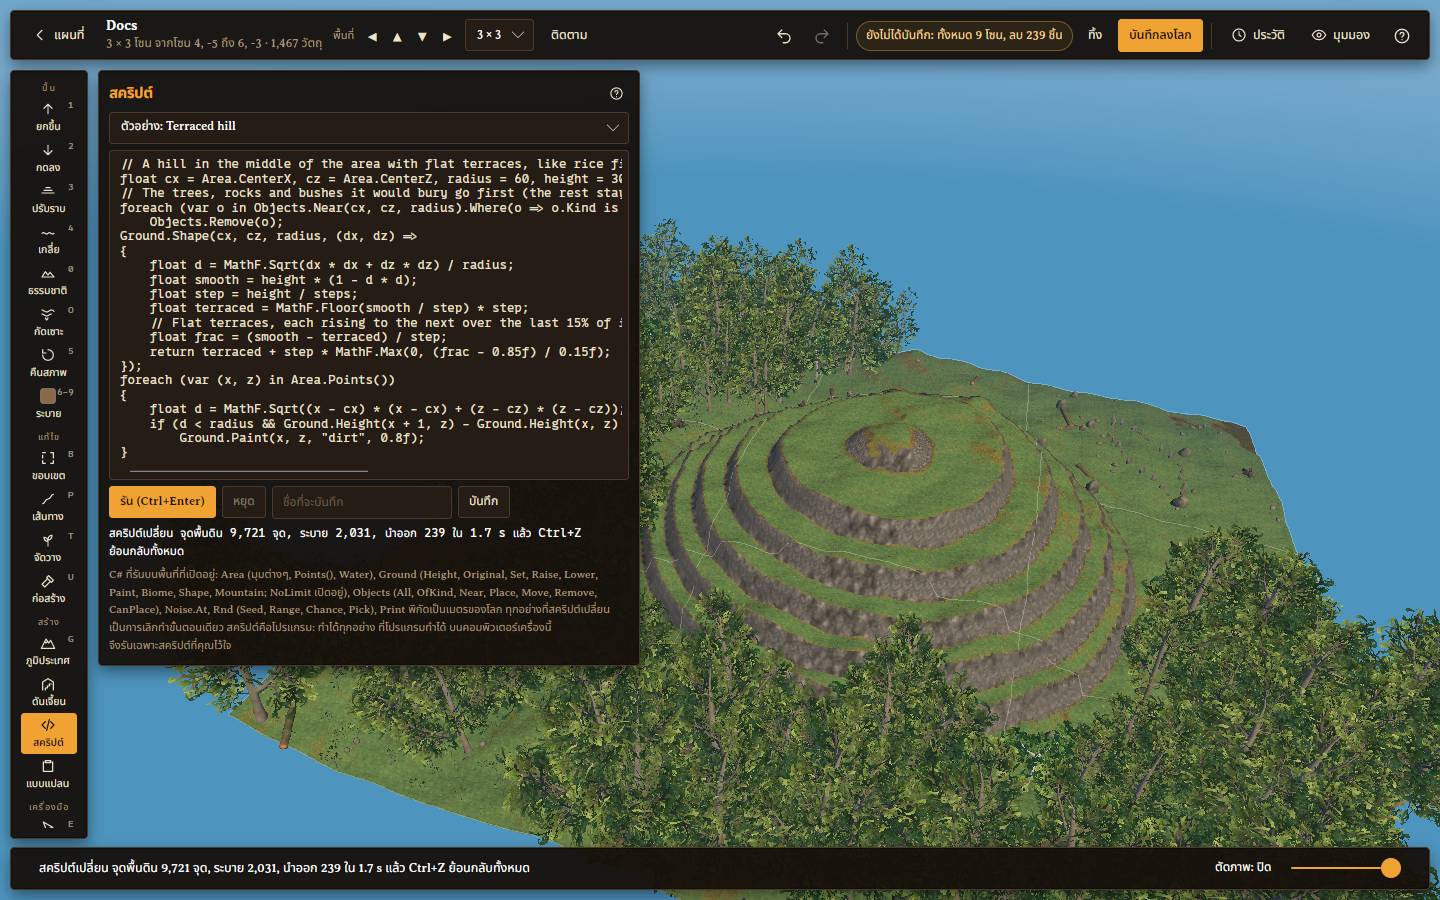 แผนที่
Docs
3 × 3 โซน จากโซน 4, -5 ถึง 6, -3 · 1,467 วัตถุ
พื้นที่
3 × 3
ติดตาม
ยังไม่ได้บันทึก: ทั้งหมด 9 โซน, ลบ 239 ชิ้น
ทิ้ง
บันทึกลงโลก
ประวัติ
มุมมอง
ปั้น
1
ยกขึ้น
2
กดลง
3
ปรับราบ
4
เกลี่ย
0
ธรรมชาติ
O
กัดเซาะ
5
คืนสภาพ
6–9
ระบาย
แก้ไข
B
ขอบเขต
P
เส้นทาง
T
จัดวาง
U
ก่อสร้าง
สร้าง
G
ภูมิประเทศ
ดันเจี้ยน
สคริปต์
แบบแปลน
เครื่องมือ
E
สคริปต์
ตัวอย่าง: Terraced hill
// A hill in the middle of the area with flat terraces, like rice fi
float cx = Area.CenterX, cz = Area.CenterZ, radius = 60, height = 30
// The trees, rocks and bushes it would bury go first (the rest stay
foreach (var o in Objects.Near(cx, cz, radius).Where(o => o.Kind is
Objects.Remove(o);
Ground.Shape(cx, cz, radius, (dx, dz) =>
{
float d = MathF.Sqrt(dx * dx + dz * dz) / radius;
float smooth = height * (1 - d * d);
float step = height / steps;
float terraced = MathF.Floor(smooth / step) * step;
// Flat terraces, each rising to the next over the last 15% of i
float frac = (smooth - terraced) / step;
return terraced + step * MathF.Max(0, (frac - 0.85f) / 0.15f);
});
foreach (var (x, z) in Area.Points())
{
float d = MathF.Sqrt((x - cx) * (x - cx) + (z - cz) * (z - cz));
if (d < radius && Ground.Height(x + 1, z) - Ground.Height(x, z)
Ground.Paint(x, z, "dirt", 0.8f);
}
รัน (Ctrl+Enter)
หยุด
ชื่อที่จะบันทึก
บันทึก
สคริปต์เปลี่ยน จุดพื้นดิน 9,721 จุด, ระบาย 2,031, นำออก 239 ใน 1.7 s แล้ว Ctrl+Z
ย้อนกลับทั้งหมด
C# ที่รันบนพื้นที่ที่เปิดอยู่: Area (มุมต่างๆ, Points(), Water), Ground (Height, Original, Set, Raise, Lower,
Paint, Biome, Shape, Mountain; NoLimit เปิดอยู่), Objects (All, OfKind, Near, Place, Move, Remove,
CanPlace), Noise.At, Rnd (Seed, Range, Chance, Pick), Print พิกัดเป็นเมตรของโลก ทุกอย่างที่สคริปต์เปลี่ยน
เป็นการเลิกทำขั้นตอนเดียว สคริปต์คือโปรแกรม: ทำได้ทุกอย่าง ที่โปรแกรมทำได้ บนคอมพิวเตอร์เครื่องนี้
จึงรันเฉพาะสคริปต์ที่คุณไว้ใจ
สคริปต์เปลี่ยน จุดพื้นดิน 9,721 จุด, ระบาย 2,031, นำออก 239 ใน 1.7 s แล้ว Ctrl+Z ย้อนกลับทั้งหมด
ตัดภาพ: ปิด